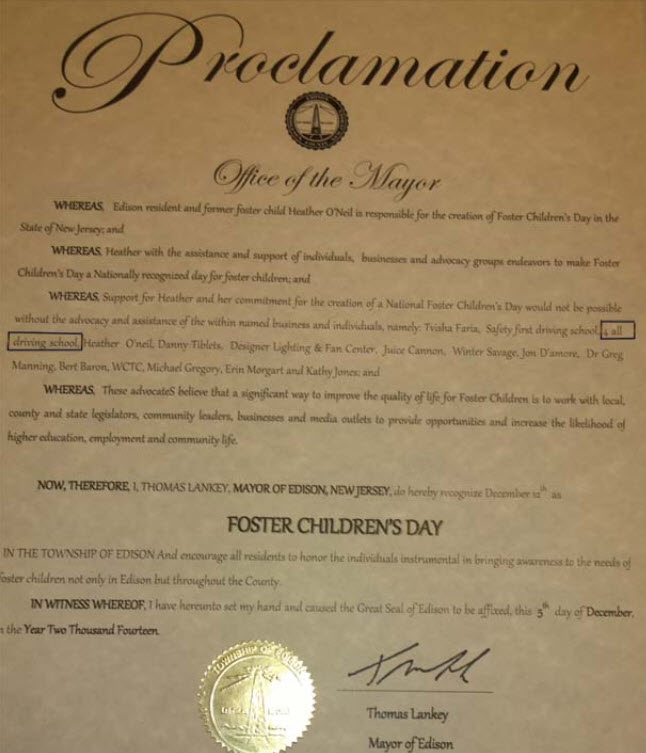 Proclamation
Office of the Mayor
WHEREAS, Edison resident and former foster child Heather O'Neil is responsible for the creation of Foster Children's Day in the
State of New Jersey; and
WHEREAS, Heather with the assistance and support of individuals, businesses and advocacy groups endeavors to make Foster
Children's Day a Nationally recognized day for foster children; and
WHEREAS, Support for Heather and her commitment for the creation of a National Foster Children's Day would not be possible
without the advocacy and assistance of the within named business and individuals, namely: Tvisha Faria, Safety first driving school, 4 all
driving school, Heather O'neil, Danny Tiblets, Designer Lighting & Fan Center, Juice Cannon, Winter Savage, Jon D'amore, Dr Greg
Manning, Bert Baron, WCTC, Michael Gregory, Erin Morgart and Kathy Jones; and
WHEREAS, These advocateS believe that a significant way to improve the quality of life for Foster Children is to work with local,
county and state legislators, community leaders, businesses and media outlets to provide opportunities and increase the likelihood of
higher education, employment and community life.
NOW, THEREFORE, I, THOMAS LANKEY, MAYOR OF EDISON, NEW JERSEY, do hereby recognize December 12th as
FOSTER CHILDREN'S DAY
IN THE TOWNSHIP OF EDISON And encourage all residents to honor the individuals instrumental in bringing awareness to the needs of
foster children not only in Edison but throughout the County.
IN WITNESS WHEREOF, I have hereunto set my hand and caused the Great Seal of Edison to be affixed, this 5th day of December,
the Year Two Thousand Fourteen.
TOWNSHIP OF EDISON
Thomas Lankey
Mayor of Edison